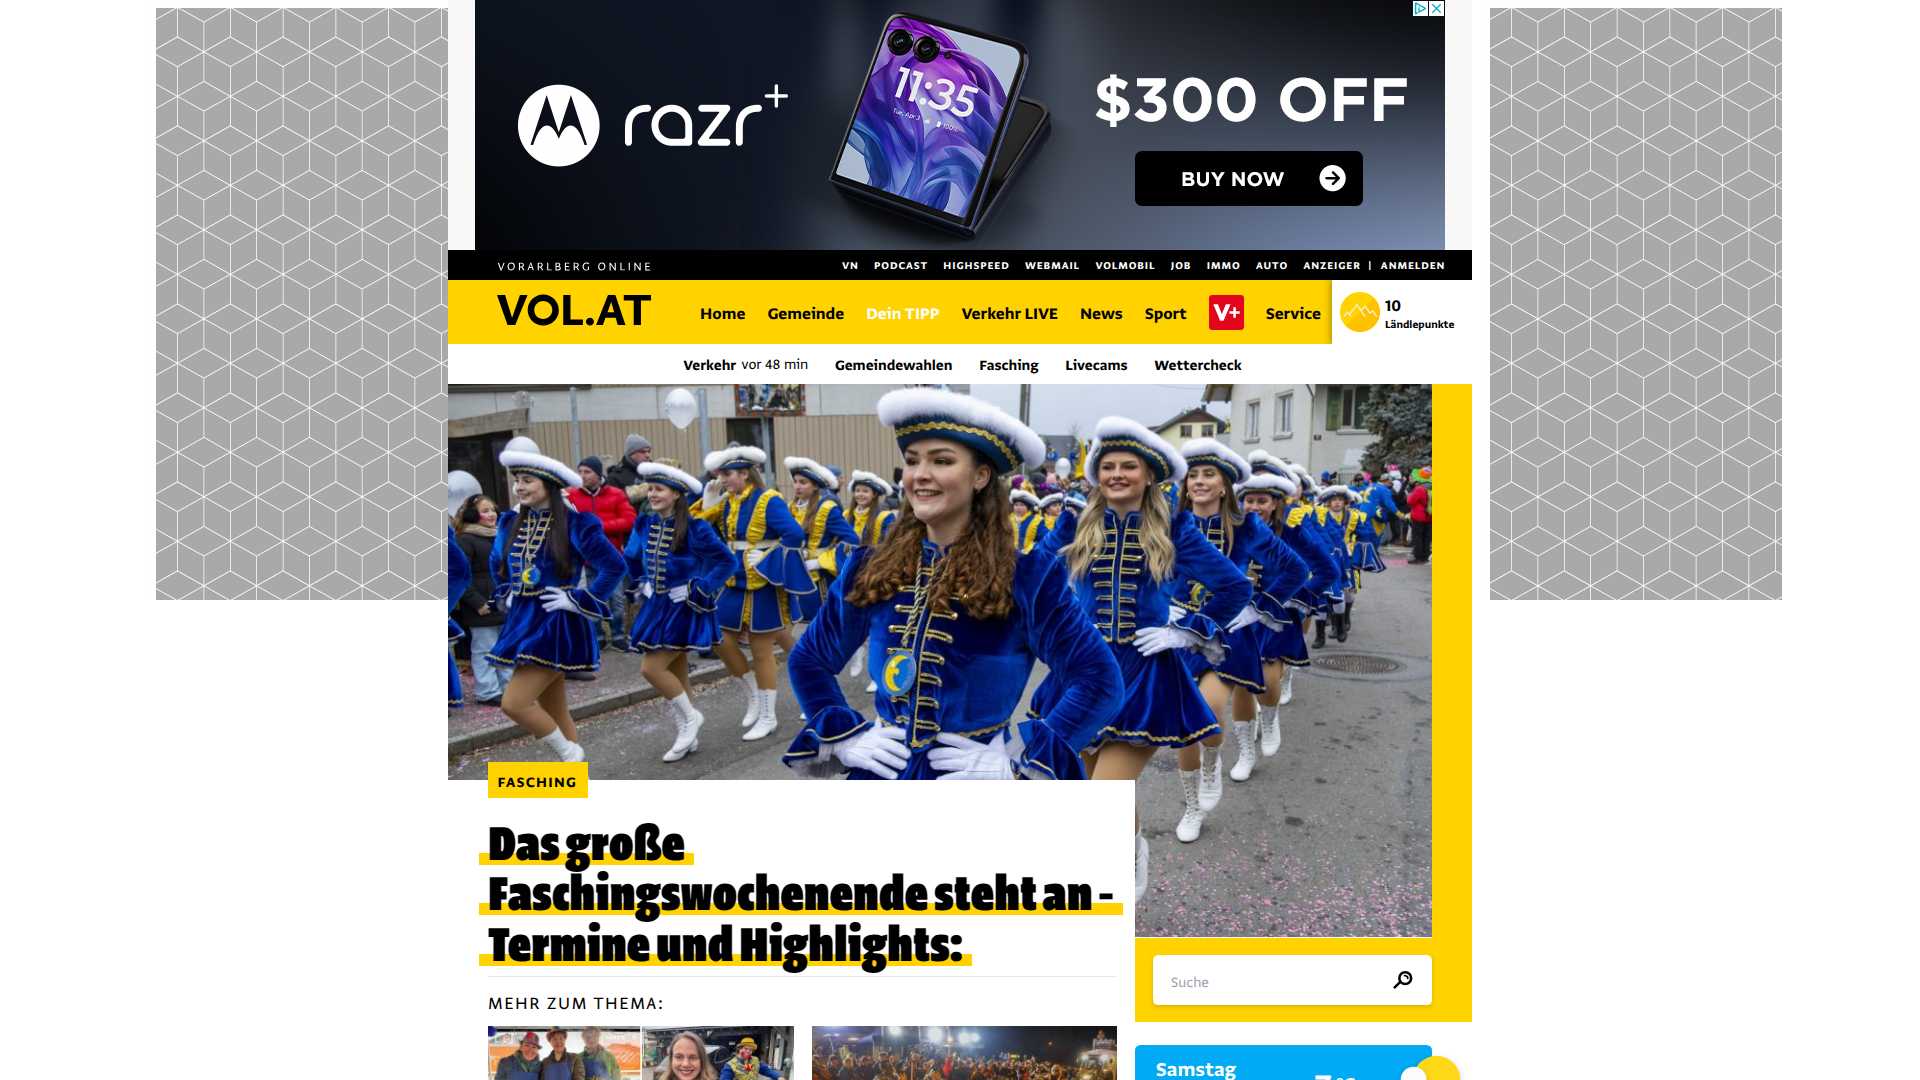 razr+
11:35
$300 OFF
BUY NOW
VORARLBERG ONLINE
VN PODCAST HIGHSPEED WEBMAIL VOLMOBIL JOB IMMO AUTO ANZEIGER | ANMELDEN
VOL.AT
Home Gemeinde Dein TIPP Verkehr LIVE News Sport V+ Service
10
Ländlepunkte
Verkehr vor 48 min Gemeindewahlen Fasching Livecams Wettercheck
FASCHING
Das große
Faschingswochenende steht an -
Termine und Highlights:
Suche
MEHR ZUM THEMA:
Samstag